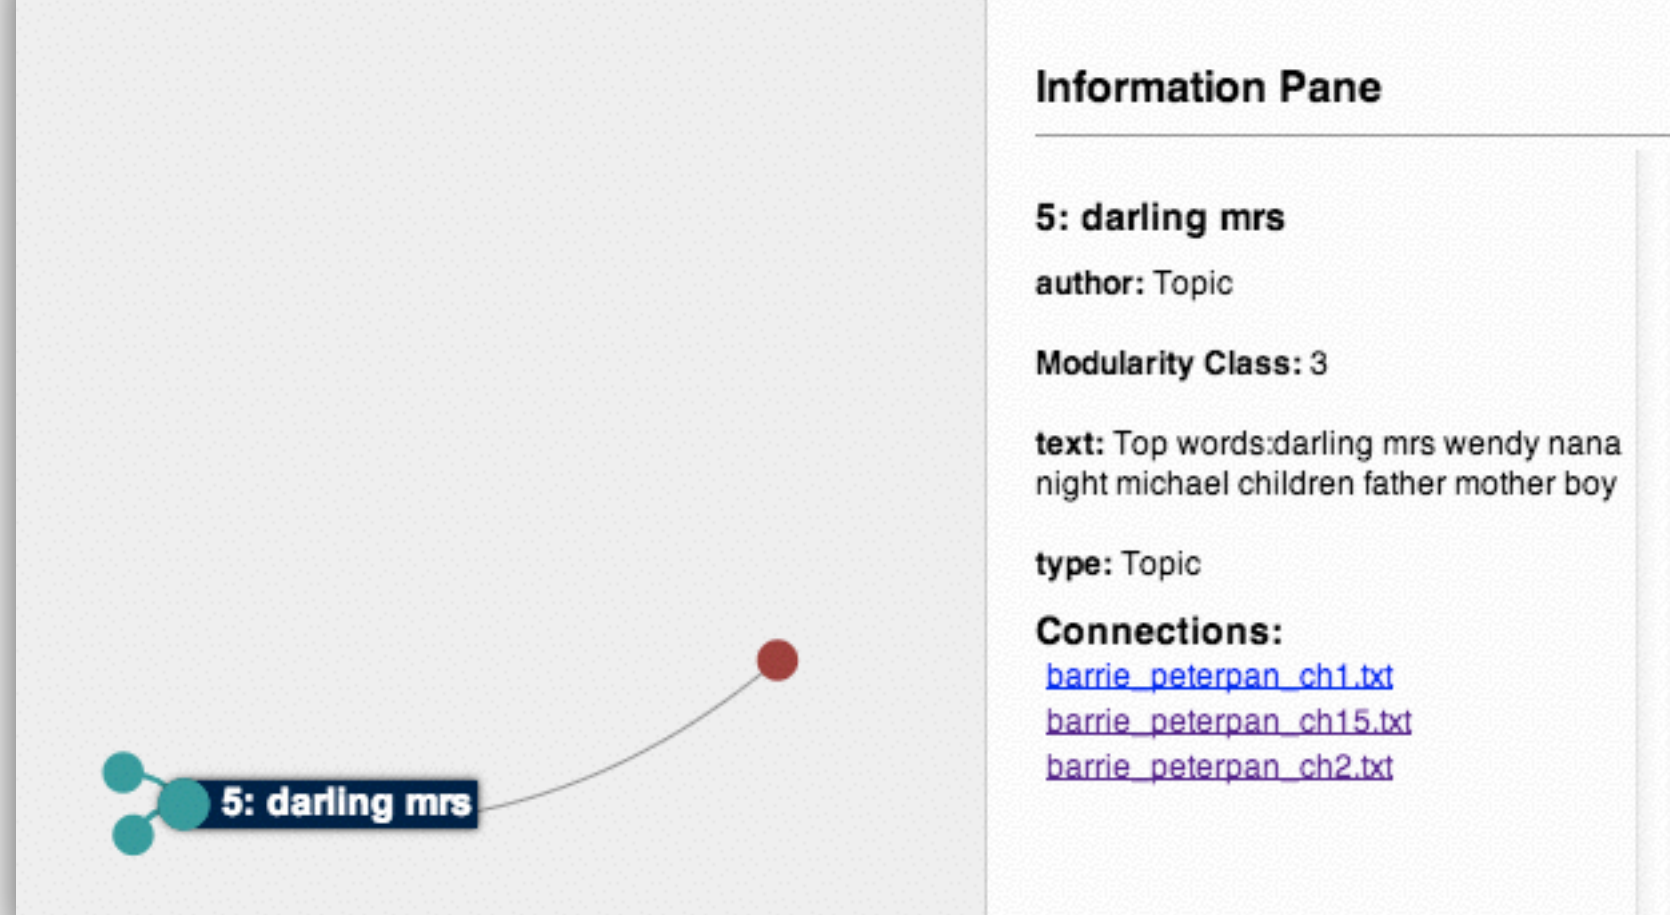 5: darling mrs
Information Pane
5: darling mrs
author: Topic
Modularity Class: 3
text: Top words:darling mrs wendy nana
night michael children father mother boy
type: Topic
Connections:
barrie_peterpan_ch1.txt
barrie_peterpan_ch15.txt
barrie_peterpan_ch2.txt